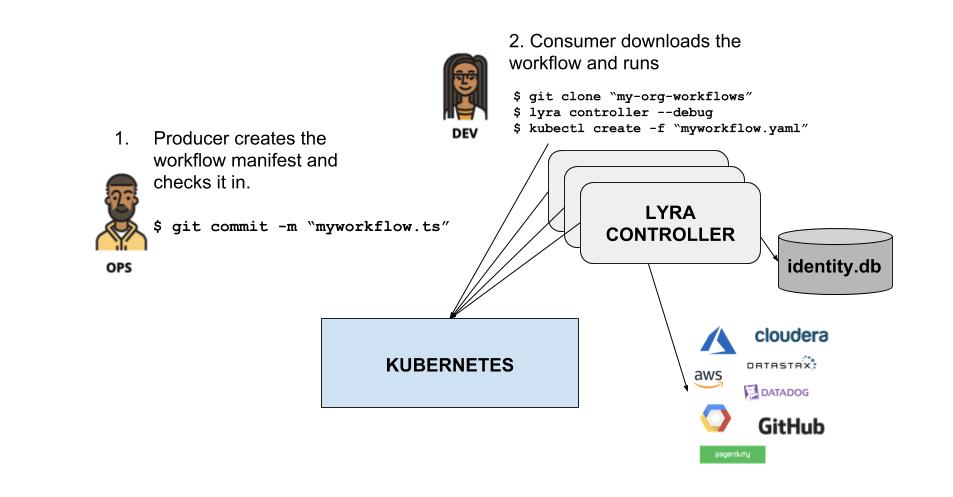 2. Consumer downloads the
workflow and runs
$ git clone “my-org-workflows”
$ lyra controller --debug
$ kubectl create -f “myworkflow.yaml”
DEV
1. Producer creates the
workflow manifest and
checks it in.
$ git commit -m “myworkflow.ts”
OPS
LYRA
CONTROLLER
identity.db
KUBERNETES
cloudera
DATASTAX
aws
DATADOG
GitHub
pagerduty